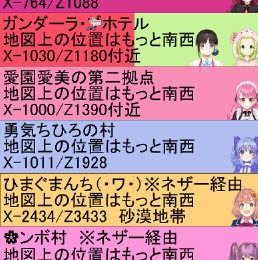 X-764/Z1088
ガンダーラ・🐖ホテル
地図上の位置はもっと南西
X-1030/Z1180付近
愛園愛美の第二拠点
地図上の位置はもっと南西
X-1000/Z1390付近
勇気ちひろの村
地図上の位置はもっと南西
X-1011/Z1928
ひまぐまんち(・ワ・)※ネザー経由
地図上の位置はもっと南西
X-2434/Z3433 砂漠地帯
✿ンボ村 ※ネザー経由
地図上の位置はもっと南西